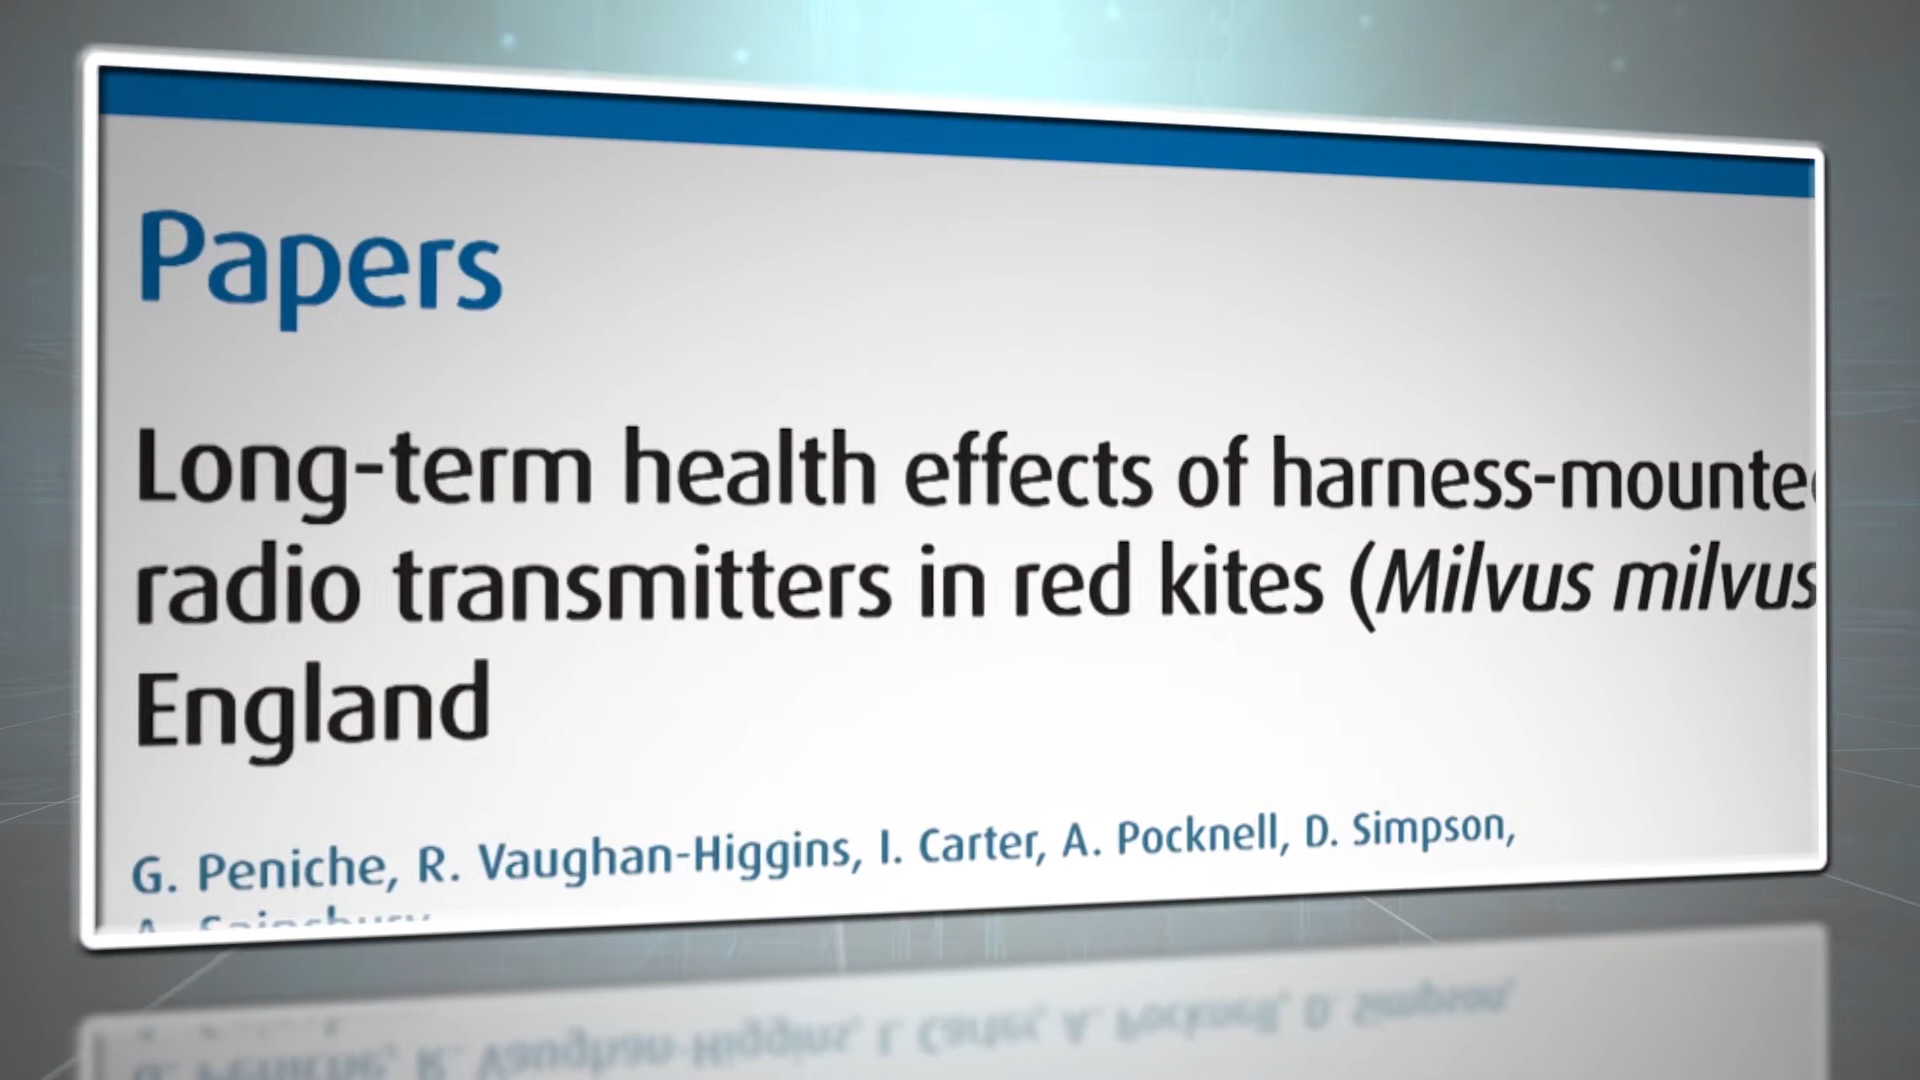 Papers
Long-term health effects of harness-mounte
radio transmitters in red kites (Milvus milvus
England
G. Peniche, R. Vaughan-Higgins, I. Carter, A. Pocknell, D. Simpson,
A. Sainsbury